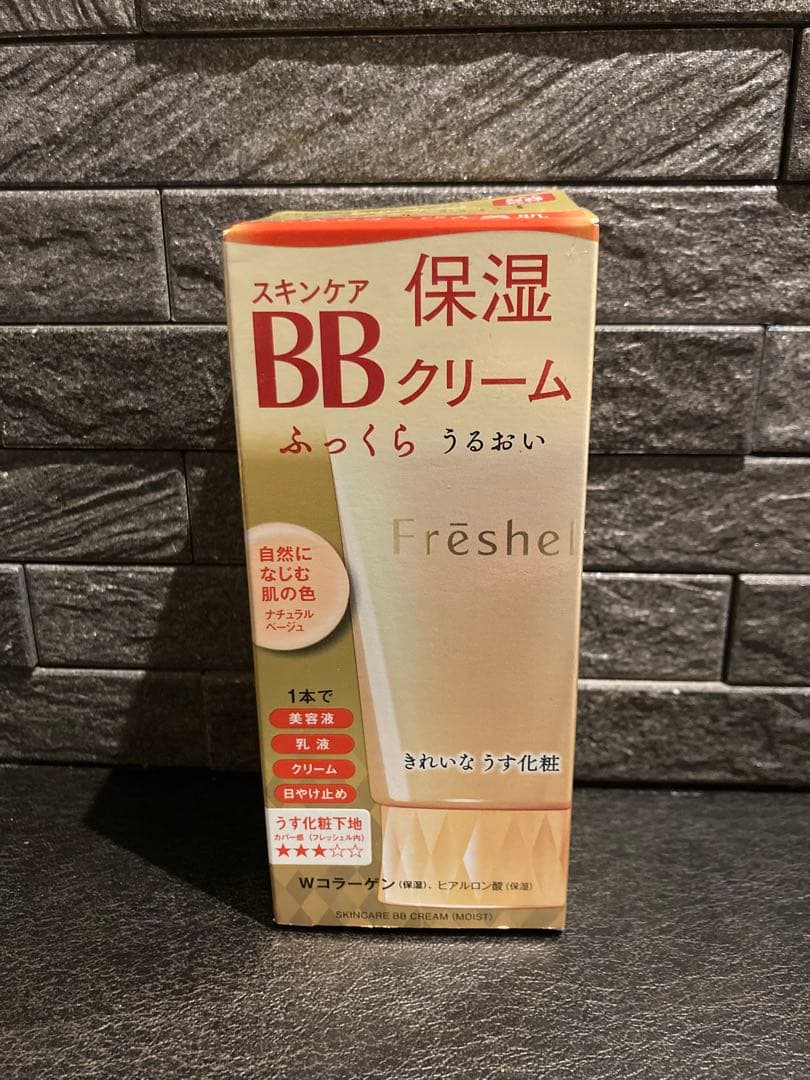 スキンケア
保湿
BB
クリーム
ふっくら うるおい
Frēshel
自然に
なじむ
肌の色
ナチュラル
ベージュ
1本で
美容液
乳液
クリーム
日やけ止め
きれいな うす化粧
うす化粧下地
カバー感 (フレッシェル内)
★★★☆☆
Wコラーゲン(保湿)、ヒアルロン酸(保湿)
SKINCARE BB CREAM (MOIST)